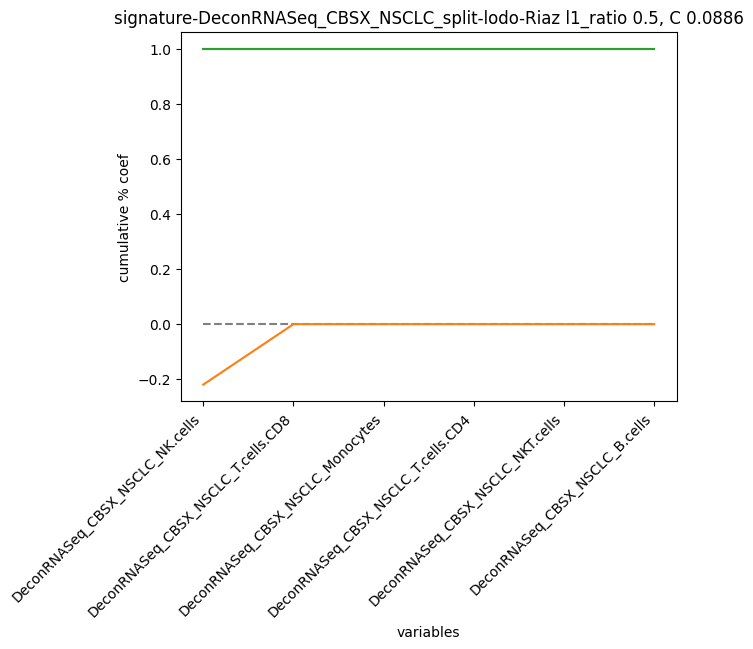 signature-DeconRNASeq_CBSX_NSCLC_split-lodo-Riaz l1_ratio 0.5, C 0.0886
cumulative % coef
1.0
0.8
0.6
0.4
0.2
0.0
−0.2
DeconRNASeq_CBSX_NSCLC_NK.cells
DeconRNASeq_CBSX_NSCLC_T.cells.CD8
DeconRNASeq_CBSX_NSCLC_Monocytes
DeconRNASeq_CBSX_NSCLC_T.cells.CD4
DeconRNASeq_CBSX_NSCLC_NKT.cells
DeconRNASeq_CBSX_NSCLC_B.cells
variables